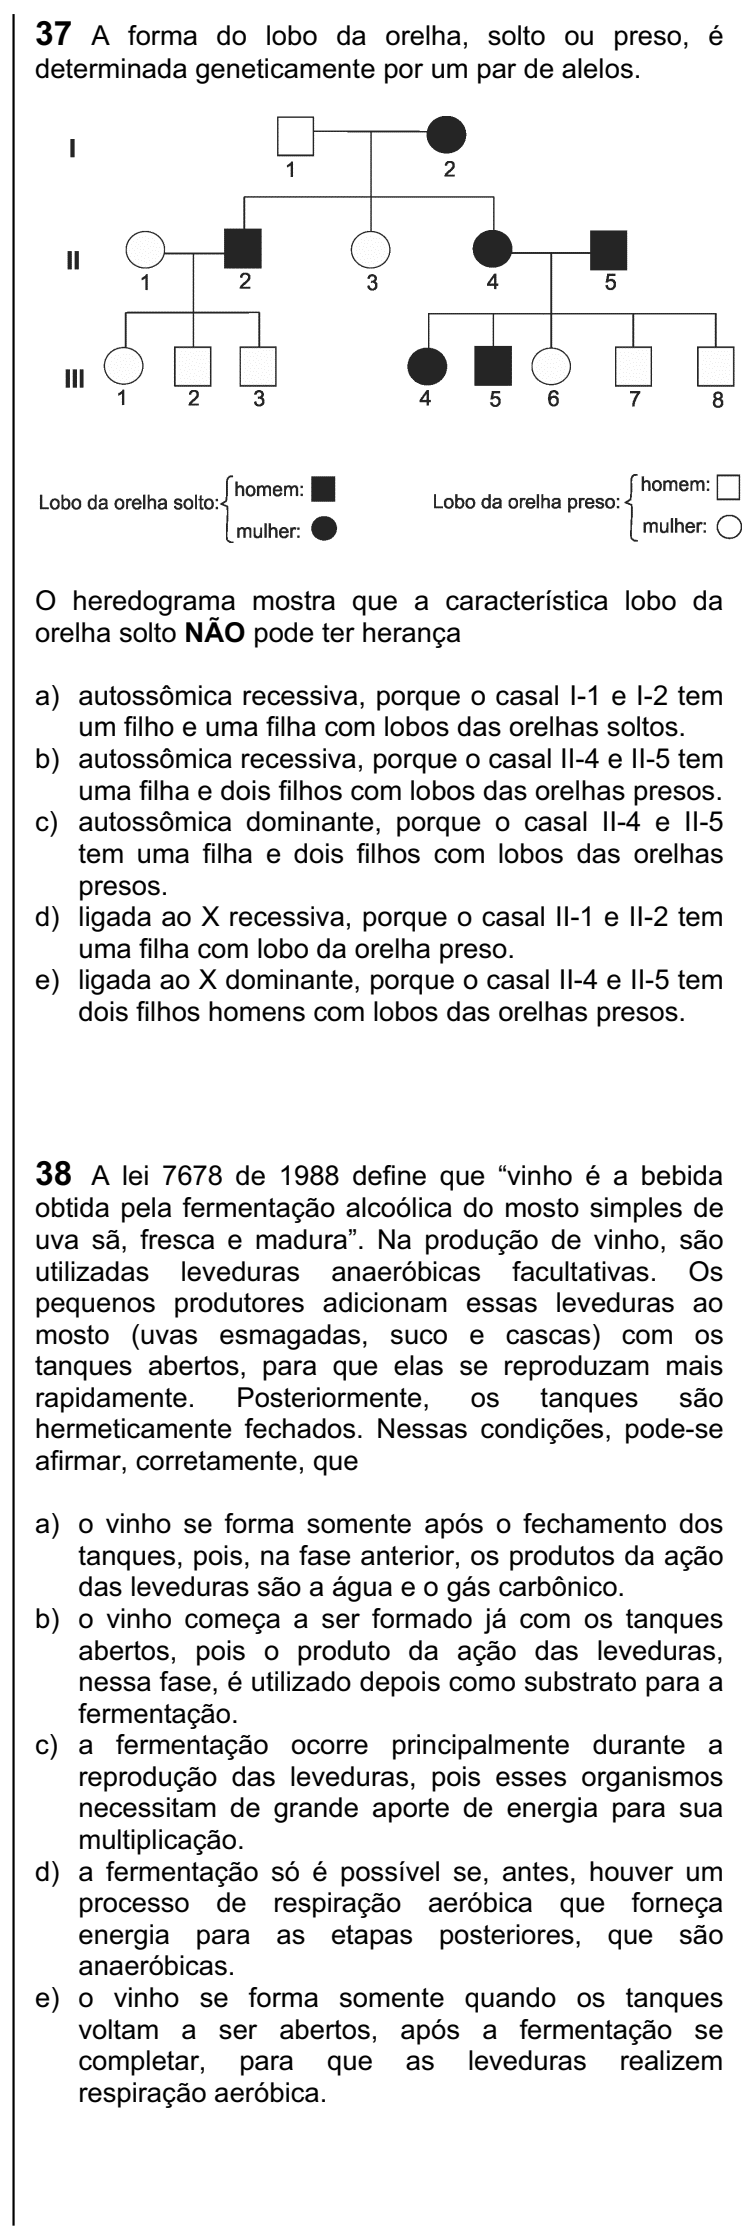 37 A forma do lobo da orelha, solto ou preso, é
determinada geneticamente por um par de alelos.
I
1
2
II
1
2
3
4
5
III
1
2
3
4
5
6
7
8
Lobo da orelha solto:
homem:
mulher:
Lobo da orelha preso:
homem:
mulher:
O heredograma mostra que a característica lobo da
orelha solto NÃO pode ter herança
a) autossômica recessiva, porque o casal I-1 e I-2 tem
um filho e uma filha com lobos das orelhas soltos.
b) autossômica recessiva, porque o casal II-4 e II-5 tem
uma filha e dois filhos com lobos das orelhas presos.
c) autossômica dominante, porque o casal II-4 e II-5
tem uma filha e dois filhos com lobos das orelhas
presos.
d) ligada ao X recessiva, porque o casal II-1 e II-2 tem
uma filha com lobo da orelha preso.
e) ligada ao X dominante, porque o casal II-4 e II-5 tem
dois filhos homens com lobos das orelhas presos.
38 A lei 7678 de 1988 define que “vinho é a bebida
obtida pela fermentação alcoólica do mosto simples de
uva sã, fresca e madura”. Na produção de vinho, são
utilizadas leveduras anaeróbicas facultativas. Os
pequenos produtores adicionam essas leveduras ao
mosto (uvas esmagadas, suco e cascas) com os
tanques abertos, para que elas se reproduzam mais
rapidamente. Posteriormente, os tanques são
hermeticamente fechados. Nessas condições, pode-se
afirmar, corretamente, que
a) o vinho se forma somente após o fechamento dos
tanques, pois, na fase anterior, os produtos da ação
das leveduras são a água e o gás carbônico.
b) o vinho começa a ser formado já com os tanques
abertos, pois o produto da ação das leveduras,
nessa fase, é utilizado depois como substrato para a
fermentação.
c) a fermentação ocorre principalmente durante a
reprodução das leveduras, pois esses organismos
necessitam de grande aporte de energia para sua
multiplicação.
d) a fermentação só é possível se, antes, houver um
processo de respiração aeróbica que forneça
energia para as etapas posteriores, que são
anaeróbicas.
e) o vinho se forma somente quando os tanques
voltam a ser abertos, após a fermentação se
completar, para que as leveduras realizem
respiração aeróbica.